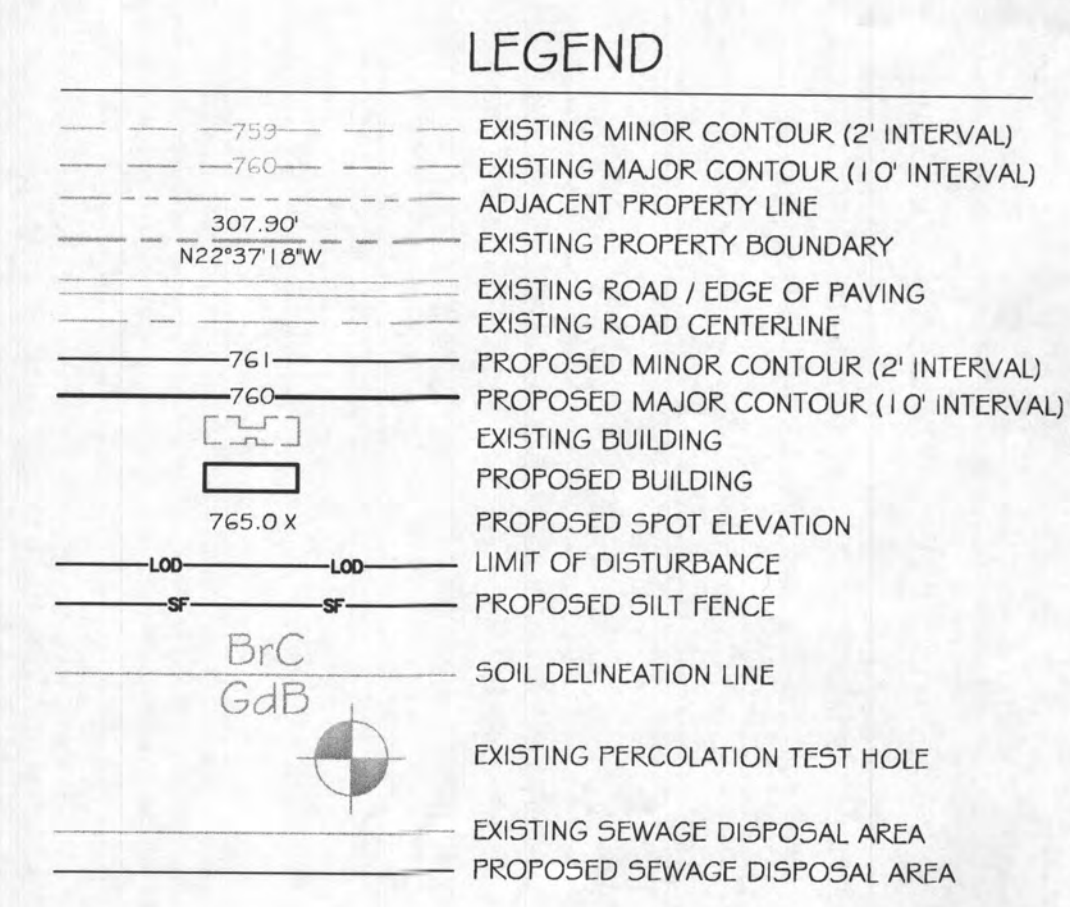 LEGEND
759 EXISTING MINOR CONTOUR (2' INTERVAL)
760 EXISTING MAJOR CONTOUR (10' INTERVAL)
ADJACENT PROPERTY LINE
307.90'
N22°37'18"W
EXISTING PROPERTY BOUNDARY
EXISTING ROAD / EDGE OF PAVING
EXISTING ROAD CENTERLINE
761 PROPOSED MINOR CONTOUR (2' INTERVAL)
760 PROPOSED MAJOR CONTOUR (10' INTERVAL)
EXISTING BUILDING
PROPOSED BUILDING
765.0 X PROPOSED SPOT ELEVATION
LOD LOD LIMIT OF DISTURBANCE
SF SF PROPOSED SILT FENCE
BrC
GdB
SOIL DELINEATION LINE
EXISTING PERCOLATION TEST HOLE
EXISTING SEWAGE DISPOSAL AREA
PROPOSED SEWAGE DISPOSAL AREA